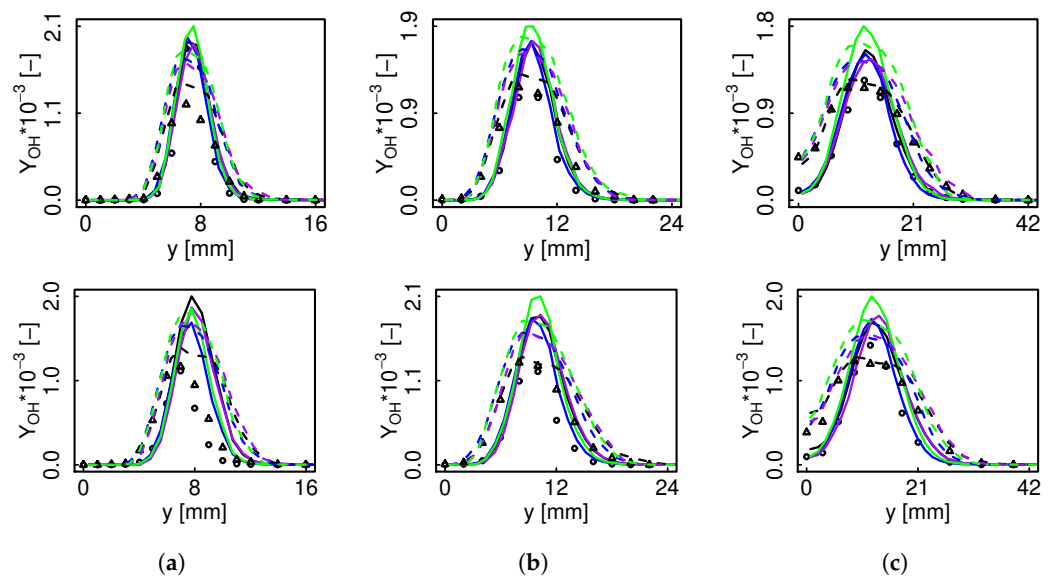 2.1 1.9 1.8
Y_OH*10^−3 [−] Y_OH*10^−3 [−] Y_OH*10^−3 [−]
1.1 0.9 0.9
0.0 0.0 0.0
0 8 16 0 12 24 0 21 42
y [mm] y [mm] y [mm]
2.0 2.1 2.0
Y_OH*10^−3 [−] Y_OH*10^−3 [−] Y_OH*10^−3 [−]
1.0 1.1 1.0
0.0 0.0 0.0
0 8 16 0 12 24 0 21 42
y [mm] y [mm] y [mm]
(a) (b) (c)